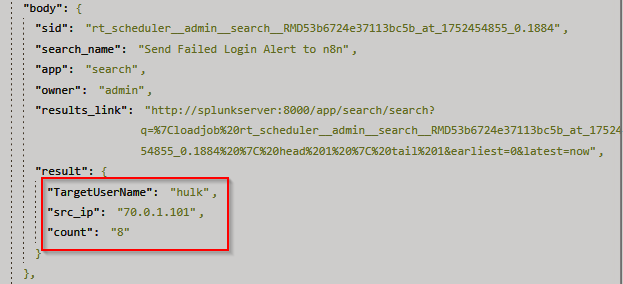 "body": {
"sid": "rt_scheduler__admin__search__RMD53b6724e37113bc5b_at_1752454855_0.1884",
"search_name": "Send Failed Login Alert to n8n",
"app": "search",
"owner": "admin",
"results_link": "http://splunkserver:8000/app/search/search?
q=%7Cloadjob%20rt_scheduler__admin__search__RMD53b6724e37113bc5b_at_17524
54855_0.1884%20%7C%20head%201%20%7C%20tail%201&earliest=0&latest=now",
"result": {
"TargetUserName": "hulk",
"src_ip": "70.0.1.101",
"count": "8"
}
},